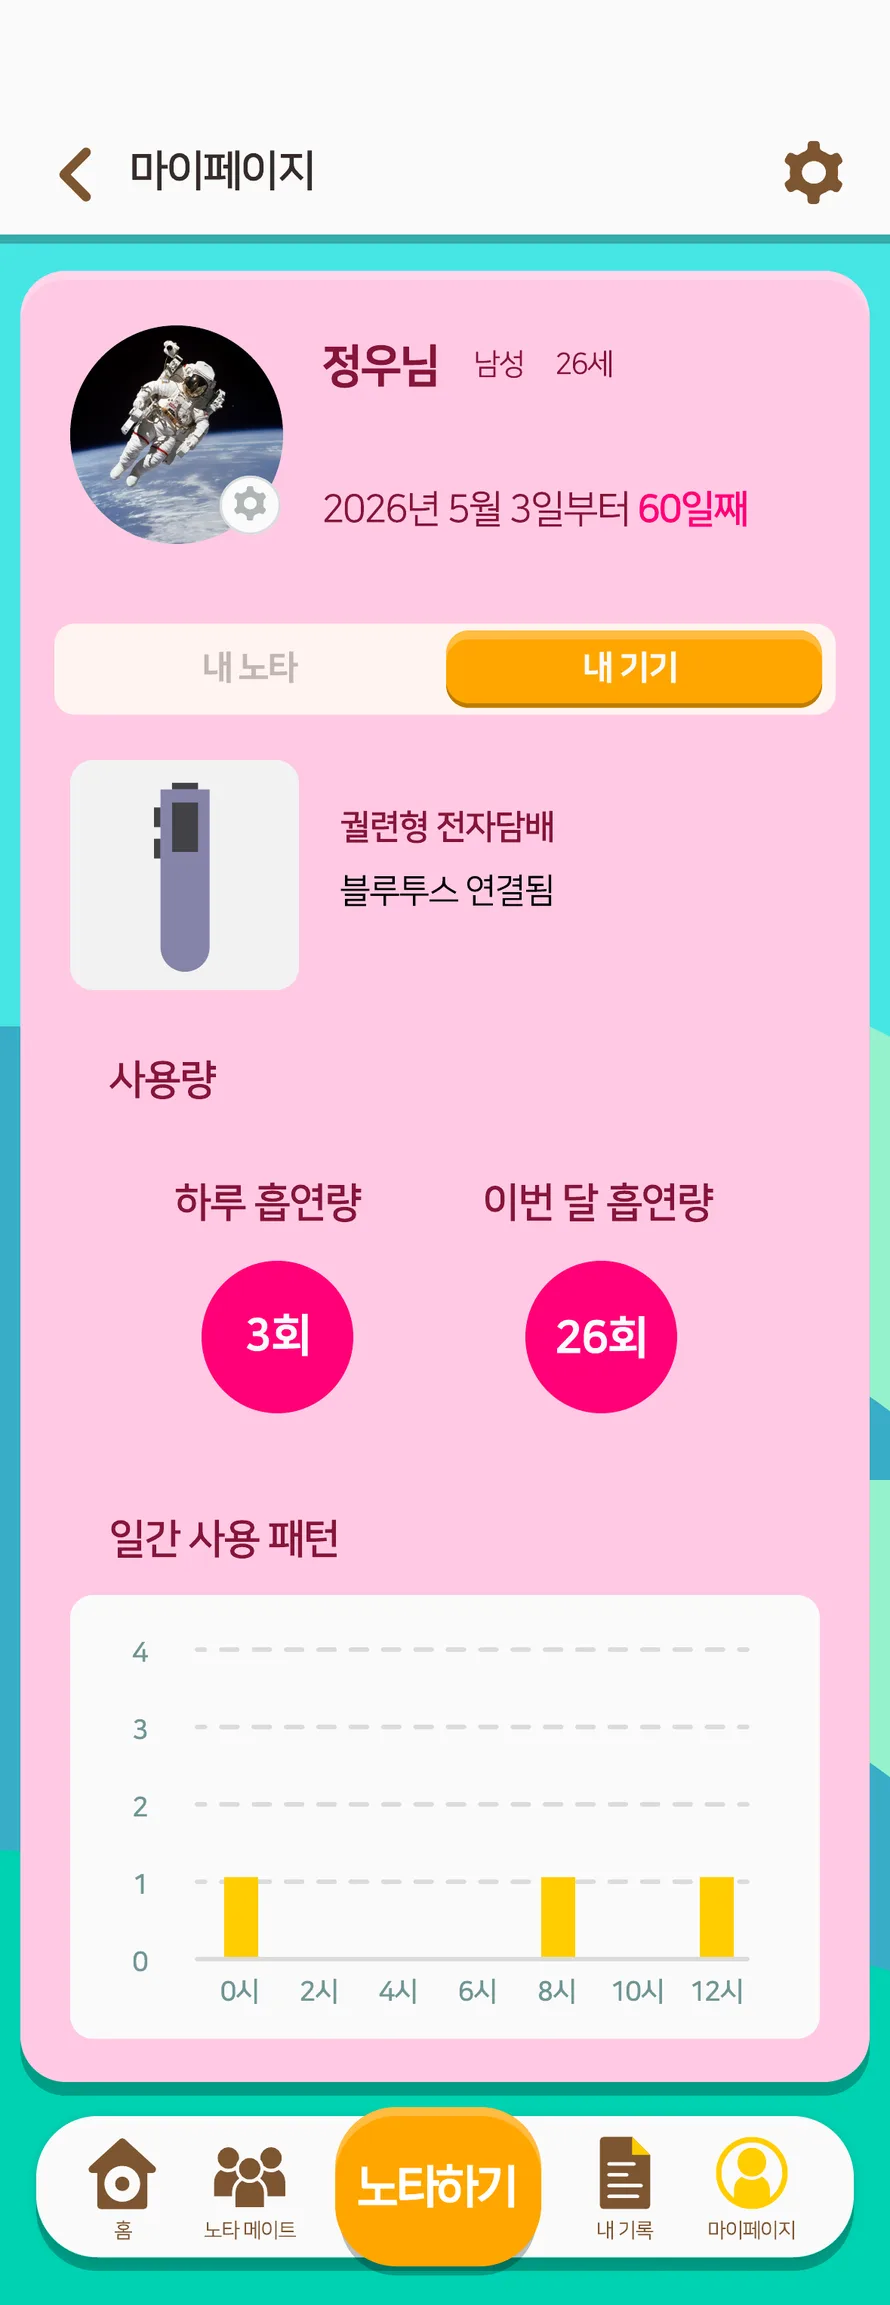 마이페이지
정우님 남성 26세
2026년 5월 3일부터 60일째
내 노타 내 기기
궐련형 전자담배
블루투스 연결됨
사용량
하루 흡연량 이번 달 흡연량
3회 26회
일간 사용 패턴
4
3
2
1
0
0시 2시 4시 6시 8시 10시 12시
홈 노타 메이트 노타하기 내 기록 마이페이지